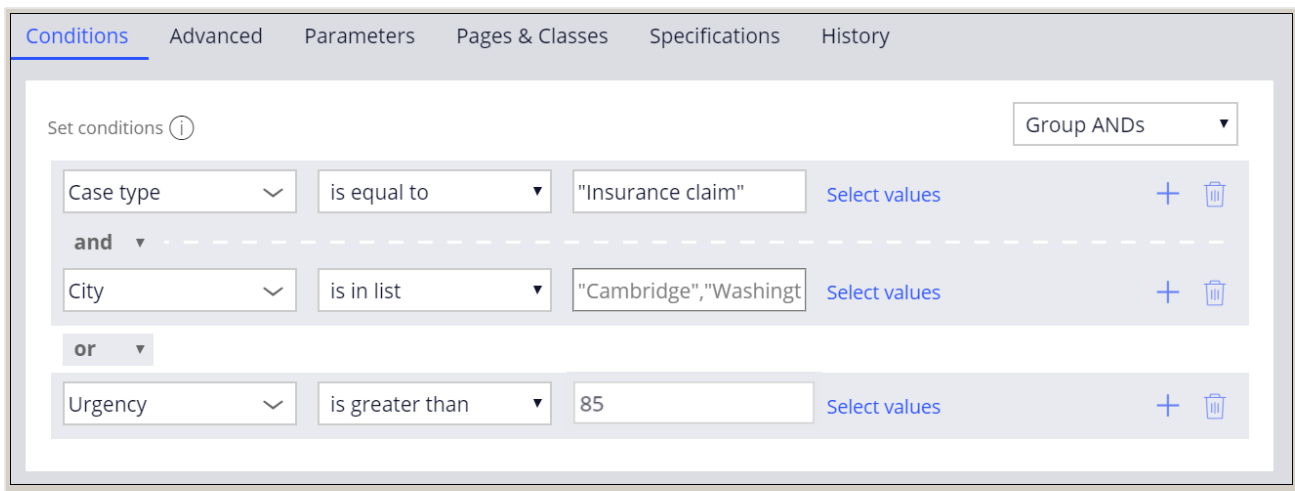 Conditions Advanced Parameters Pages & Classes Specifications History
Set conditions i Group ANDs
Case type is equal to "Insurance claim" Select values
and
City is in list "Cambridge","Washingt Select values
or
Urgency is greater than 85 Select values